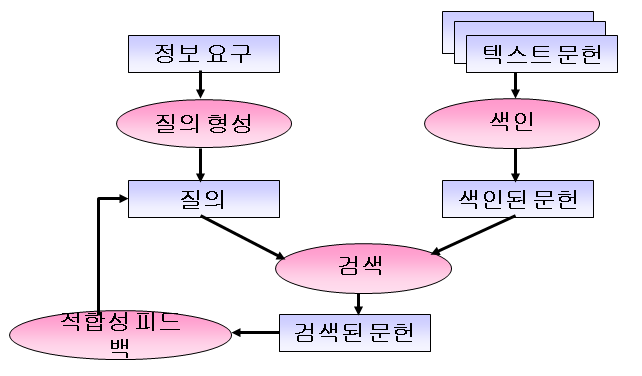 정보 요구
텍스트 문헌
질의 형성
색인
질의
색인된 문헌
검색
적합성 피드
백
검색된 문헌